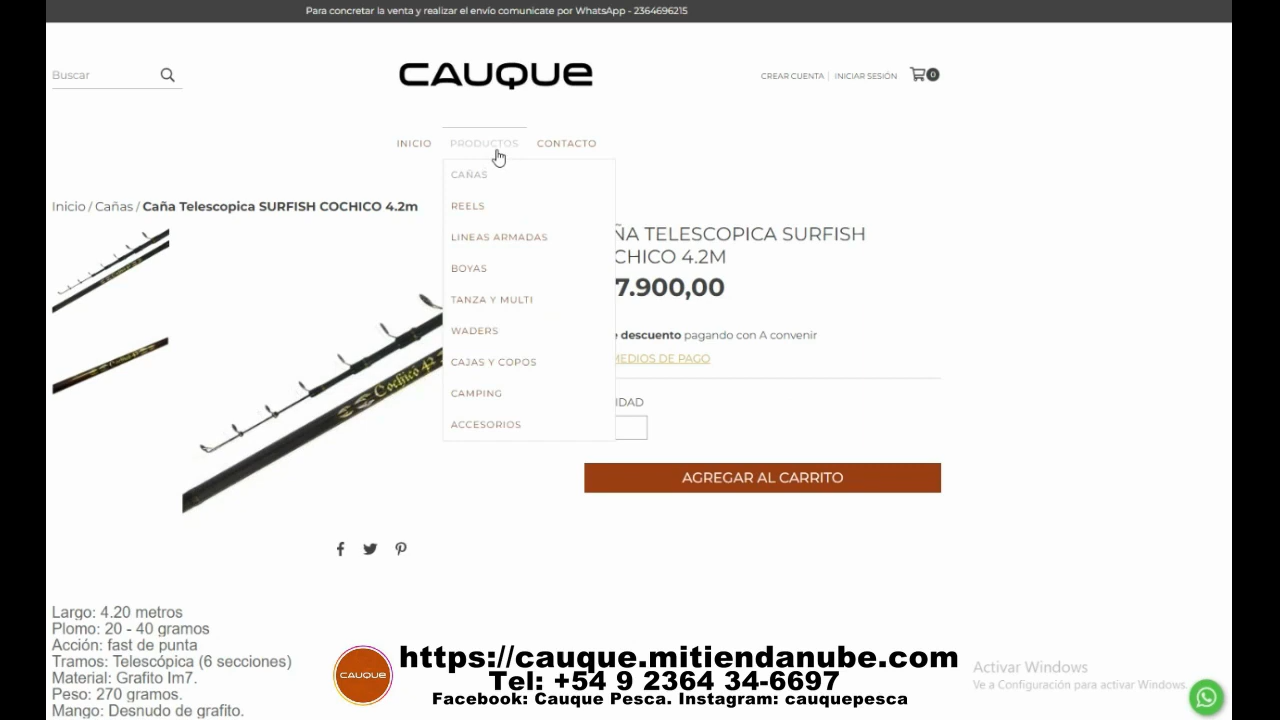 Para concretar la venta y realizar el envío comunicate por WhatsApp - 2364696215
Buscar
CAUQUE
CREAR CUENTA | INICIAR SESIÓN
0
INICIO PRODUCTOS CONTACTO
CAÑAS
REELS
LINEAS ARMADAS
BOYAS
TANZA Y MULTI
WADERS
CAJAS Y COPOS
CAMPING
ACCESORIOS
Inicio / Cañas / Caña Telescopica SURFISH COCHICO 4.2m
ÑA TELESCOPICA SURFISH
CHICO 4.2M
7.900,00
descuento pagando con A convenir
MEDIOS DE PAGO
IDAD
AGREGAR AL CARRITO
Cochico 4.2
Largo: 4.20 metros
Plomo: 20 - 40 gramos
Acción: fast de punta
Tramos: Telescópica (6 secciones)
Material: Grafito Im7.
Peso: 270 gramos.
Mango: Desnudo de grafito.
CAUQUE
https://cauque.mitiendanube.com
Tel: +54 9 2364 34-6697
Facebook: Cauque Pesca. Instagram: cauquepesca
Activar Windows
Ve a Configuración para activar Windows.